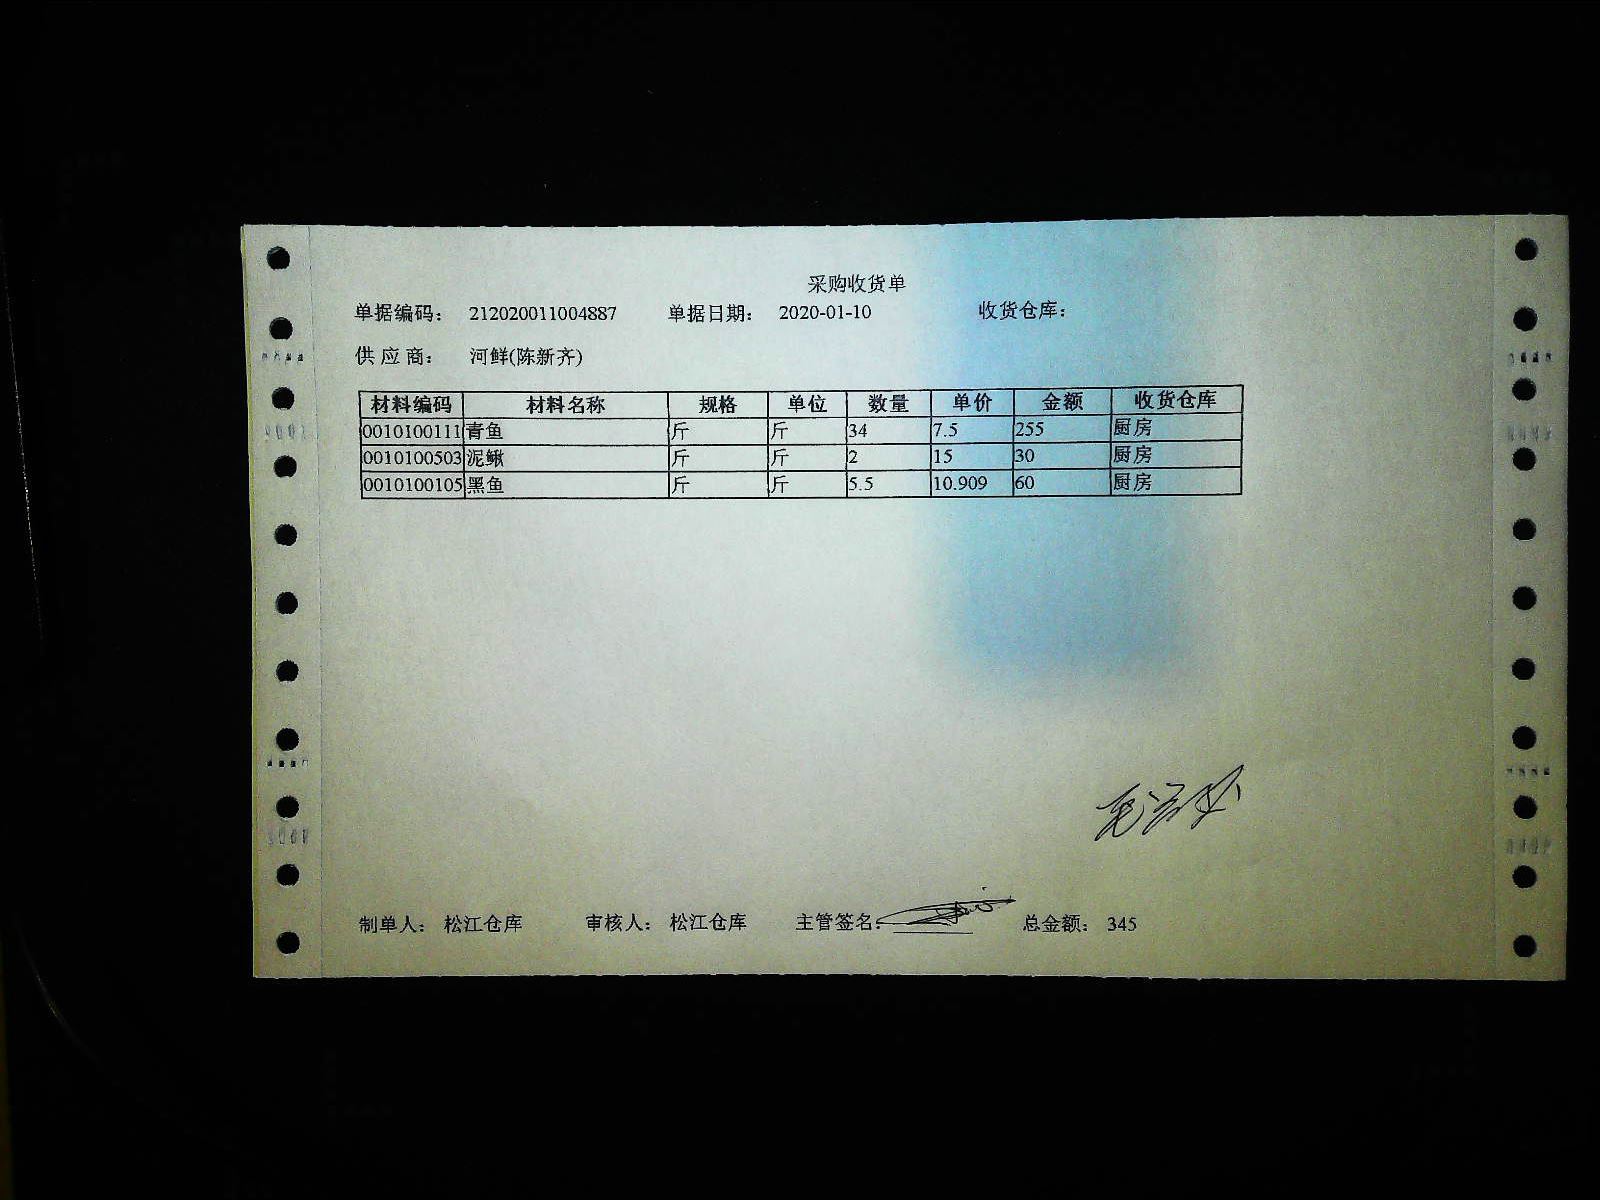 采购收货单
单据编码： 212020011004887 单据日期： 2020-01-10 收货仓库：
供 应 商： 河鲜(陈新齐)
材料编码 材料名称 规格 单位 数量 单价 金额 收货仓库
0010100111 青鱼 斤 斤 34 7.5 255 厨房
0010100503 泥鳅 斤 斤 2 15 30 厨房
0010100105 黑鱼 斤 斤 5.5 10.909 60 厨房
制单人： 松江仓库 审核人： 松江仓库 主管签名： 总金额： 345